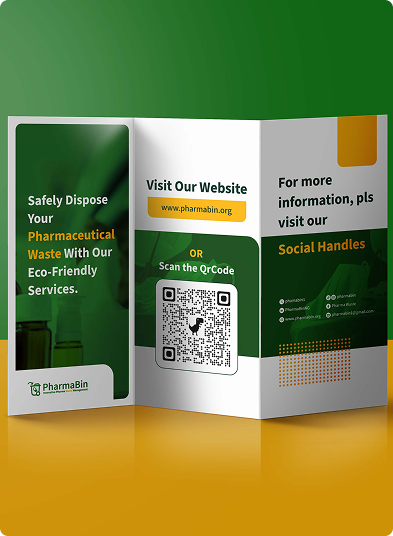 Safely Dispose
Your
Pharmaceutical
Waste With Our
Eco-Friendly
Services.
PharmaBin
Visit Our Website
www.pharmabin.org
OR
Scan the QrCode
For more
information, pls
visit our
Social Handles
pharmabin
www.pharmabin.org
pharmabin
PharmaBin